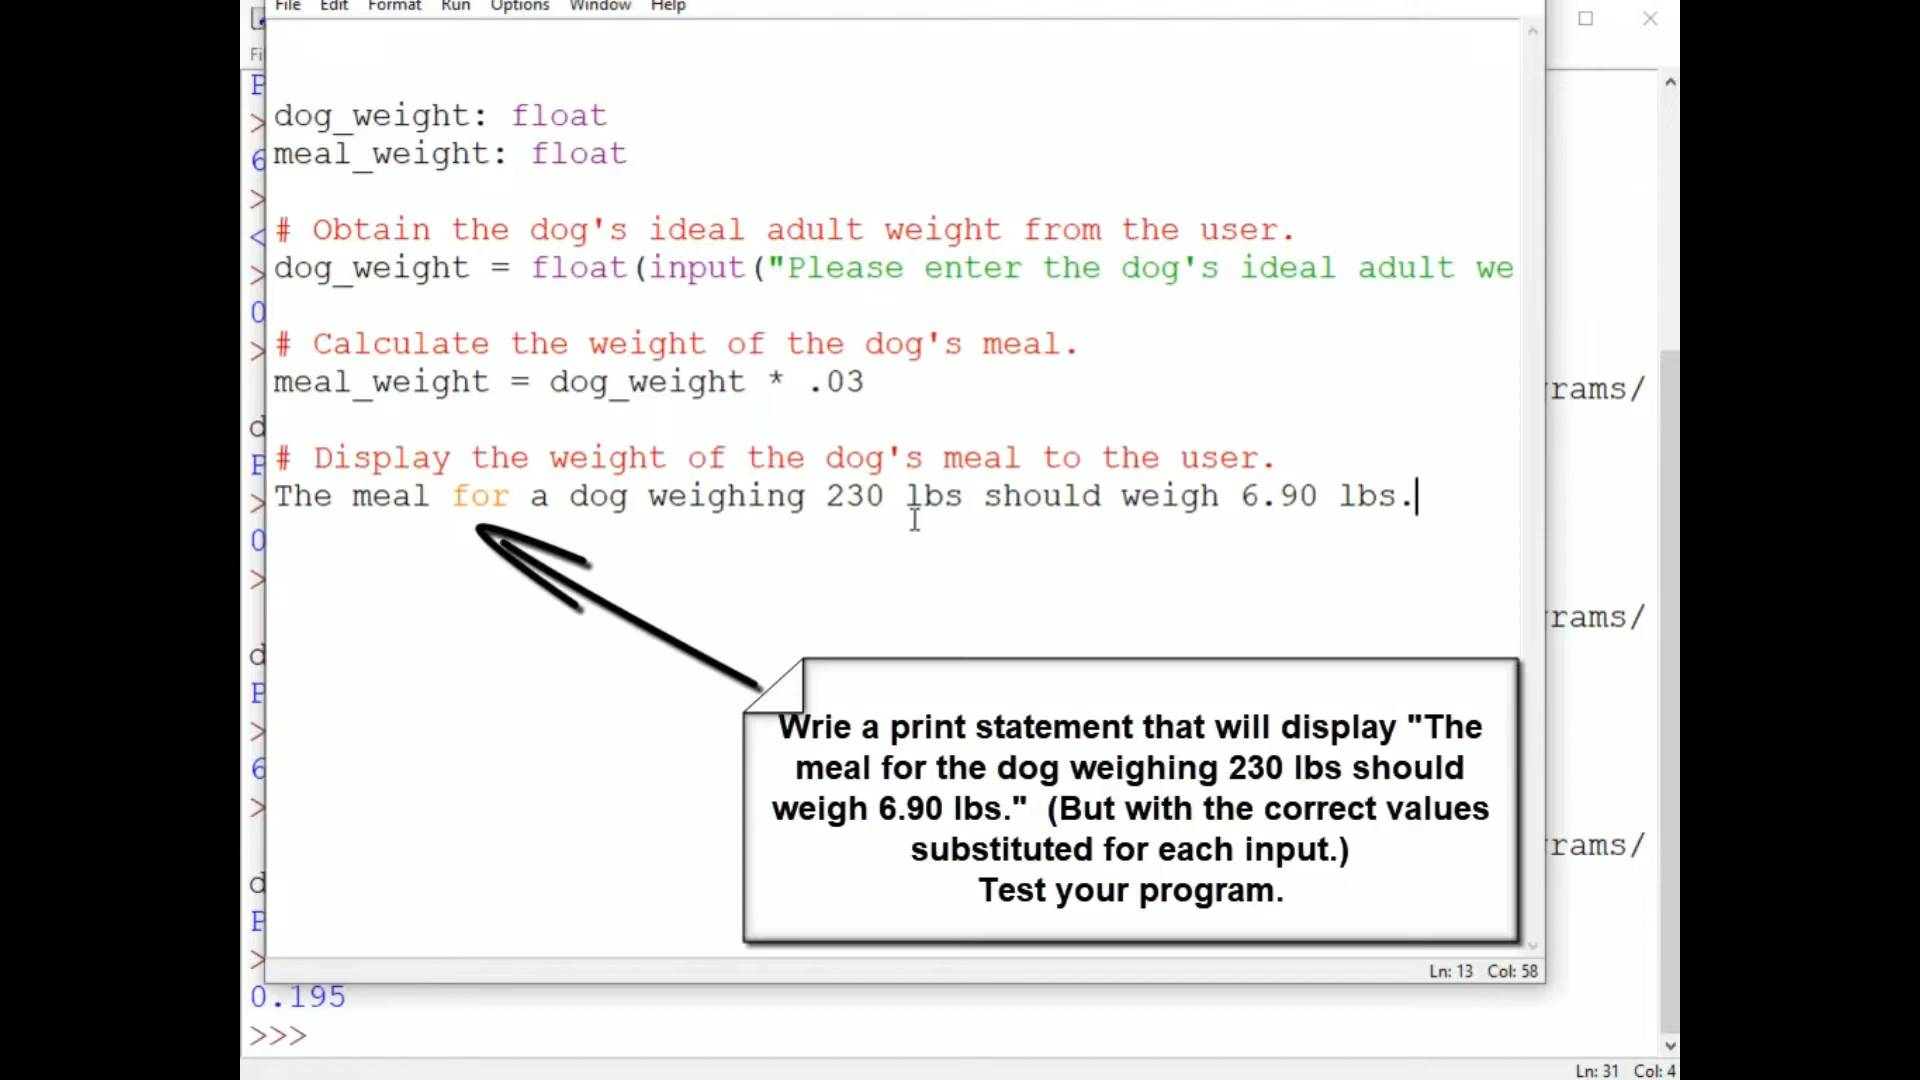 File Edit Format Run Options Window Help
dog_weight: float
meal_weight: float
# Obtain the dog's ideal adult weight from the user.
dog_weight = float(input("Please enter the dog's ideal adult we
# Calculate the weight of the dog's meal.
meal_weight = dog_weight * .03
# Display the weight of the dog's meal to the user.
The meal for a dog weighing 230 lbs should weigh 6.90 lbs.
Wrie a print statement that will display "The
meal for the dog weighing 230 lbs should
weigh 6.90 lbs." (But with the correct values
substituted for each input.)
Test your program.
Ln: 13 Col: 58
Fi
P
>
6
>
<
>
0
>
rams/
d
P
>
0
>
rams/
d
P
>
6
>
rams/
d
P
>
0.195
>>>
Ln: 31 Col: 4